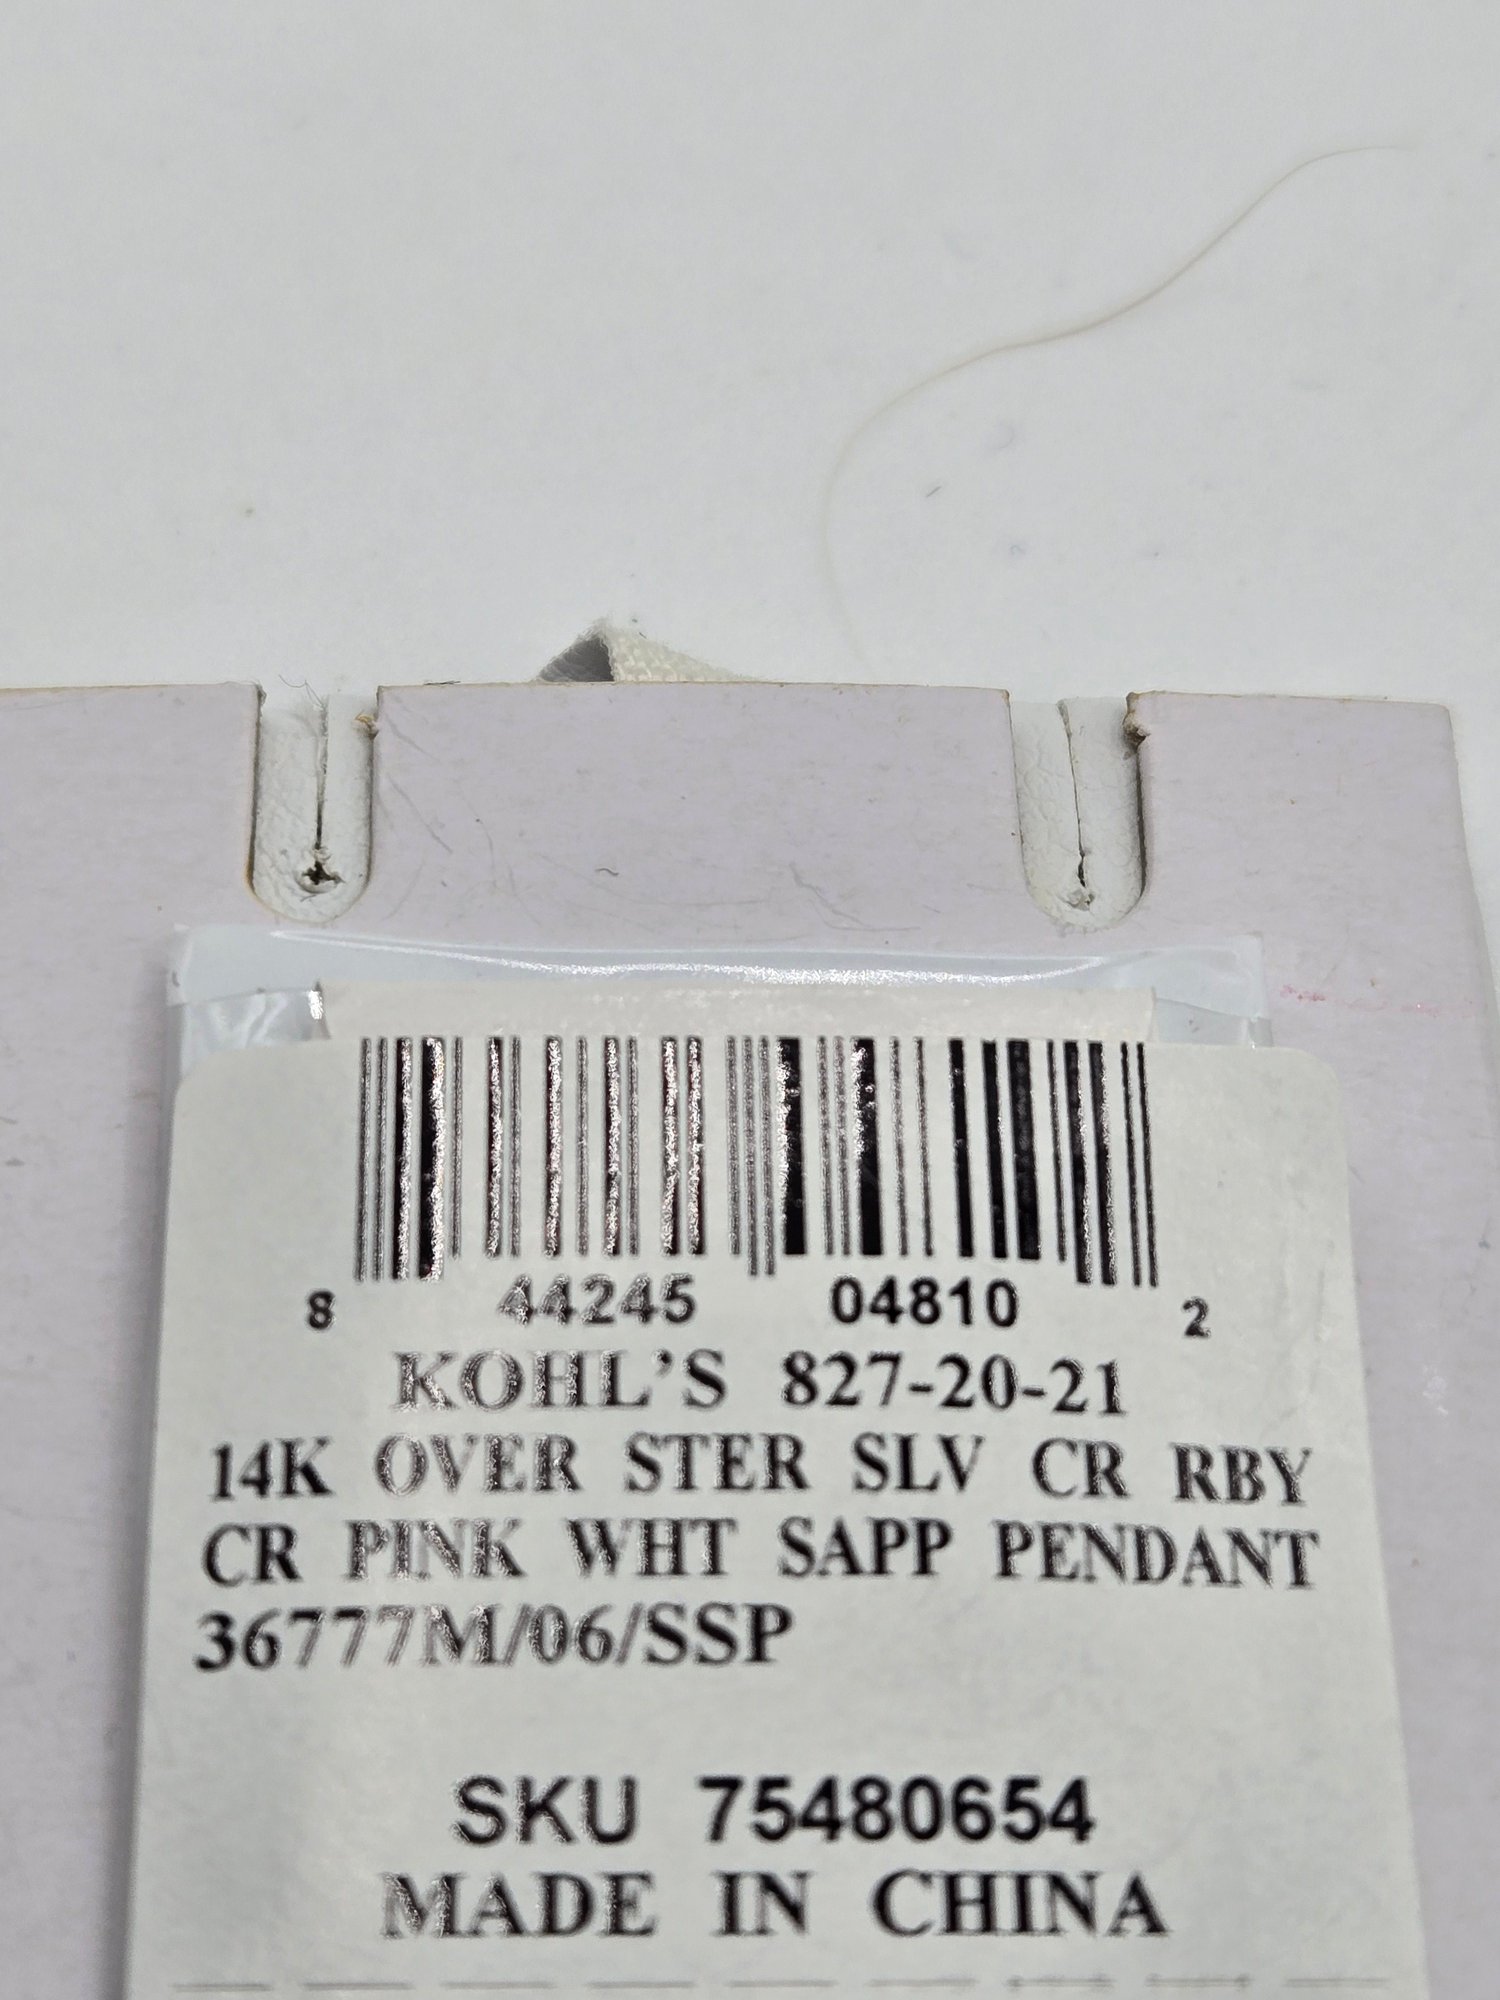 8 44245 04810 2
KOHL'S 827-20-21
14K OVER STER SLV CR RBY
CR PINK WHT SAPP PENDANT
36777M/06/SSP
SKU 75480654
MADE IN CHINA